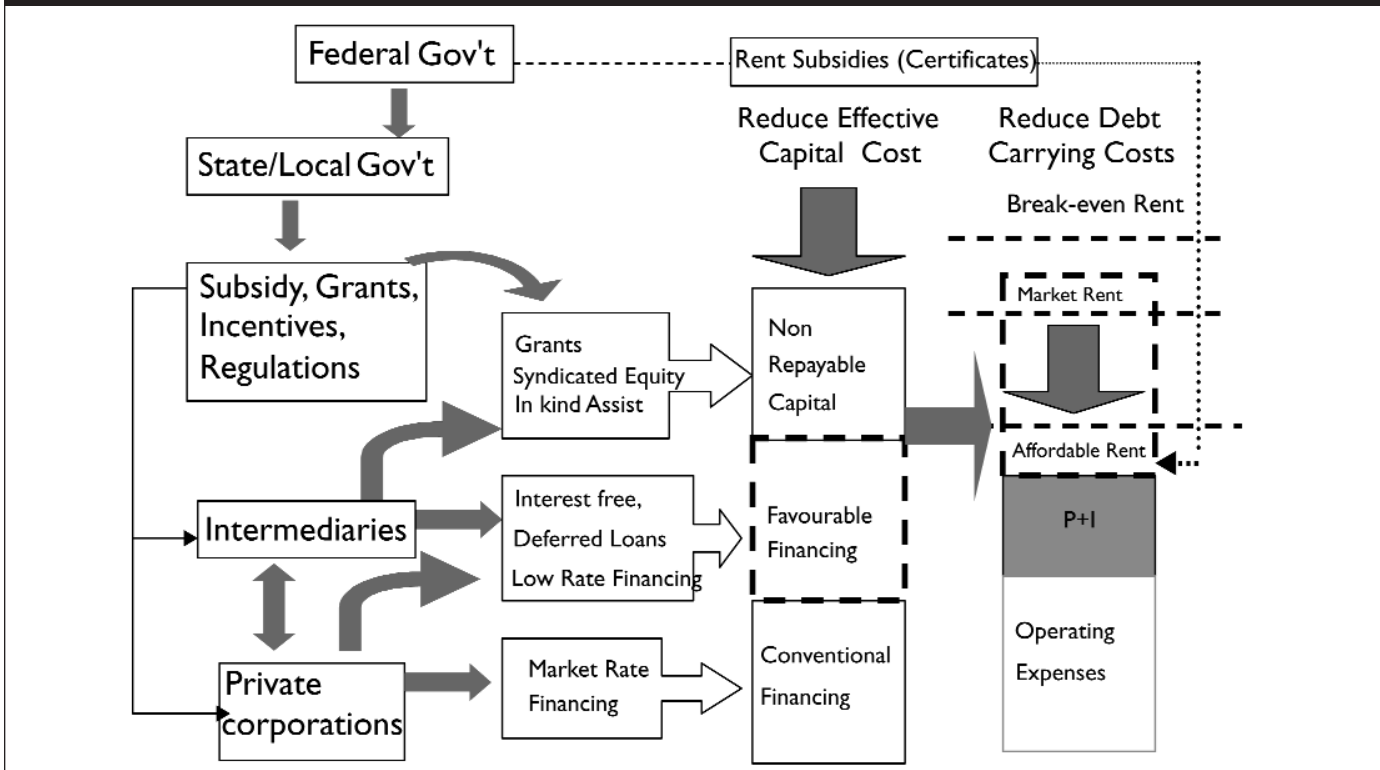 Federal Gov't
Rent Subsidies (Certificates)
Reduce Effective
Capital Cost
Reduce Debt
Carrying Costs
State/Local Gov't
Break-even Rent
Subsidy, Grants,
Incentives,
Regulations
Market Rent
Grants
Syndicated Equity
In kind Assist
Non
Repayable
Capital
Affordable Rent
Intermediaries
Interest free,
Deferred Loans
Low Rate Financing
Favourable
Financing
P+I
Private
corporations
Market Rate
Financing
Conventional
Financing
Operating
Expenses